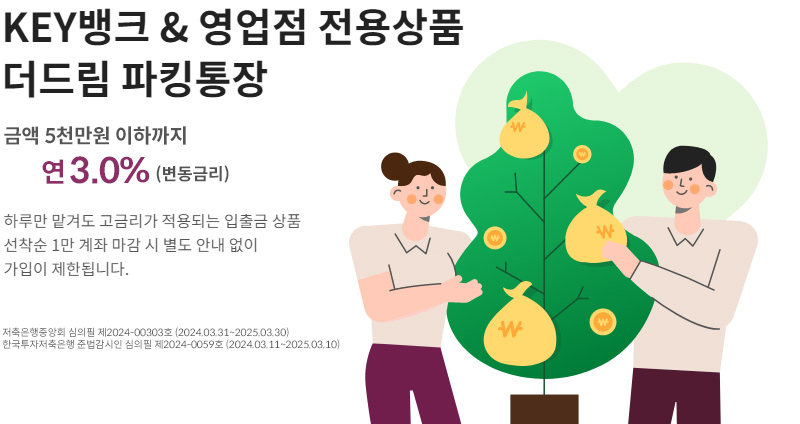 KEY뱅크 & 영업점 전용상품
더드림 파킹통장
금액 5천만원 이하까지
연 3.0% (변동금리)
하루만 맡겨도 고금리가 적용되는 입출금 상품
선착순 1만 계좌 마감 시 별도 안내 없이
가입이 제한됩니다.
₩
₩
₩
₩
₩
₩
저축은행중앙회 심의필 제2024-00303호 (2024.03.31~2025.03.30)
한국투자저축은행 준법감시인 심의필 제2024-0059호 (2024.03.11~2025.03.10)